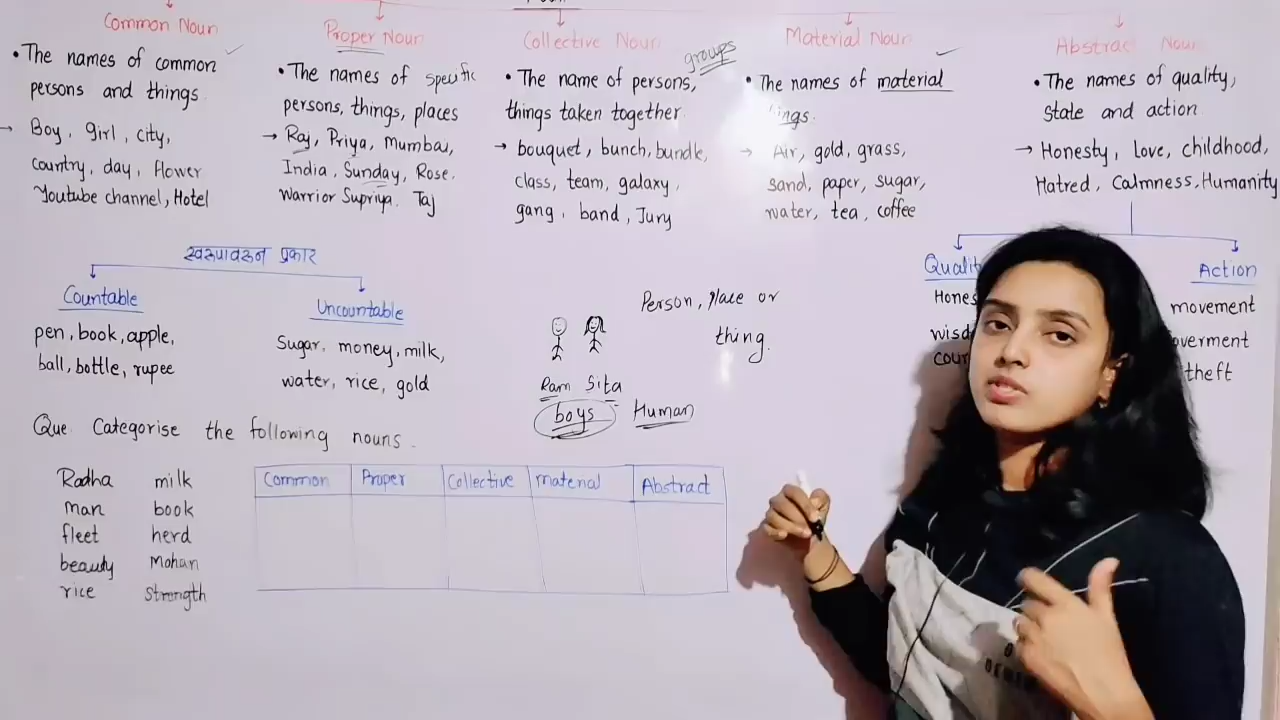 Common Noun
• The names of common
persons and things.
→ Boy, girl, city,
country, day, flower
Youtube channel, Hotel
Proper Noun
• The names of specific
persons, things, places
→ Raj, Priya, Mumbai,
India, Sunday, Rose.
Warrior Supriya. Taj
Collective Noun
groups
• The name of persons,
things taken together.
→ bouquet, bunch, bundle,
class, team, galaxy,
gang, band, Jury
Material Noun
• The names of material
→ Air, gold, grass,
sand, paper, sugar,
water, tea, coffee
Abstract Noun
• The names of quality,
state and action.
→ Honesty, love, childhood,
Hatred, Calmness, Humanity
Action
movement
theft
प्रकार
Countable
pen, book, apple,
ball, bottle, rupee
Uncountable
Sugar, money, milk,
water, rice, gold
Person, place or
thing.
Ram Sita
boys Human
Que. Categorise the following nouns.
Radha milk
man book
fleet herd
beauty Mohan
rice Strength
Common Proper Collective material Abstract